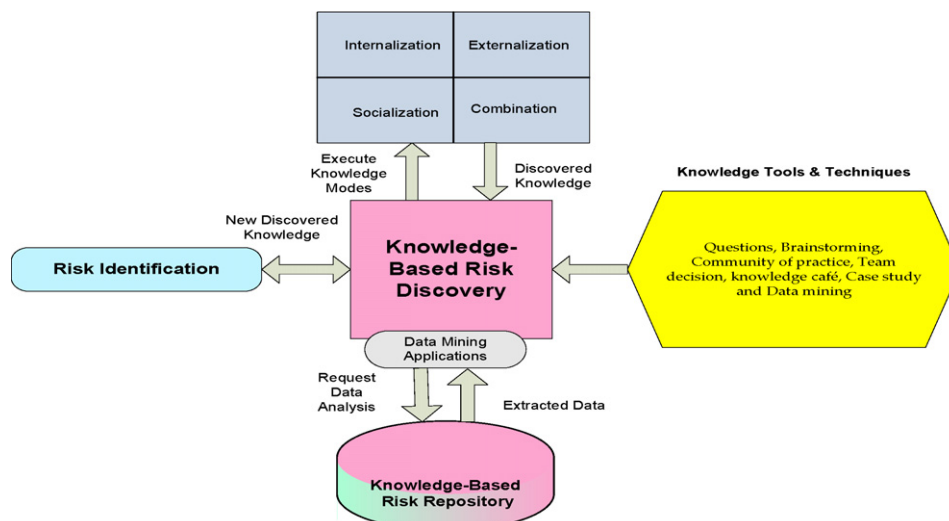 Internalization
Externalization
Socialization
Combination
Execute
Knowledge
Modes
Discovered
Knowledge
Knowledge Tools & Techniques
New Discovered
Knowledge
Risk Identification
Knowledge-
Based Risk
Discovery
Questions, Brainstorming,
Community of practice, Team
decision, knowledge café, Case study
and Data mining
Data Mining
Applications
Request
Data
Analysis
Extracted Data
Knowledge-Based
Risk Repository